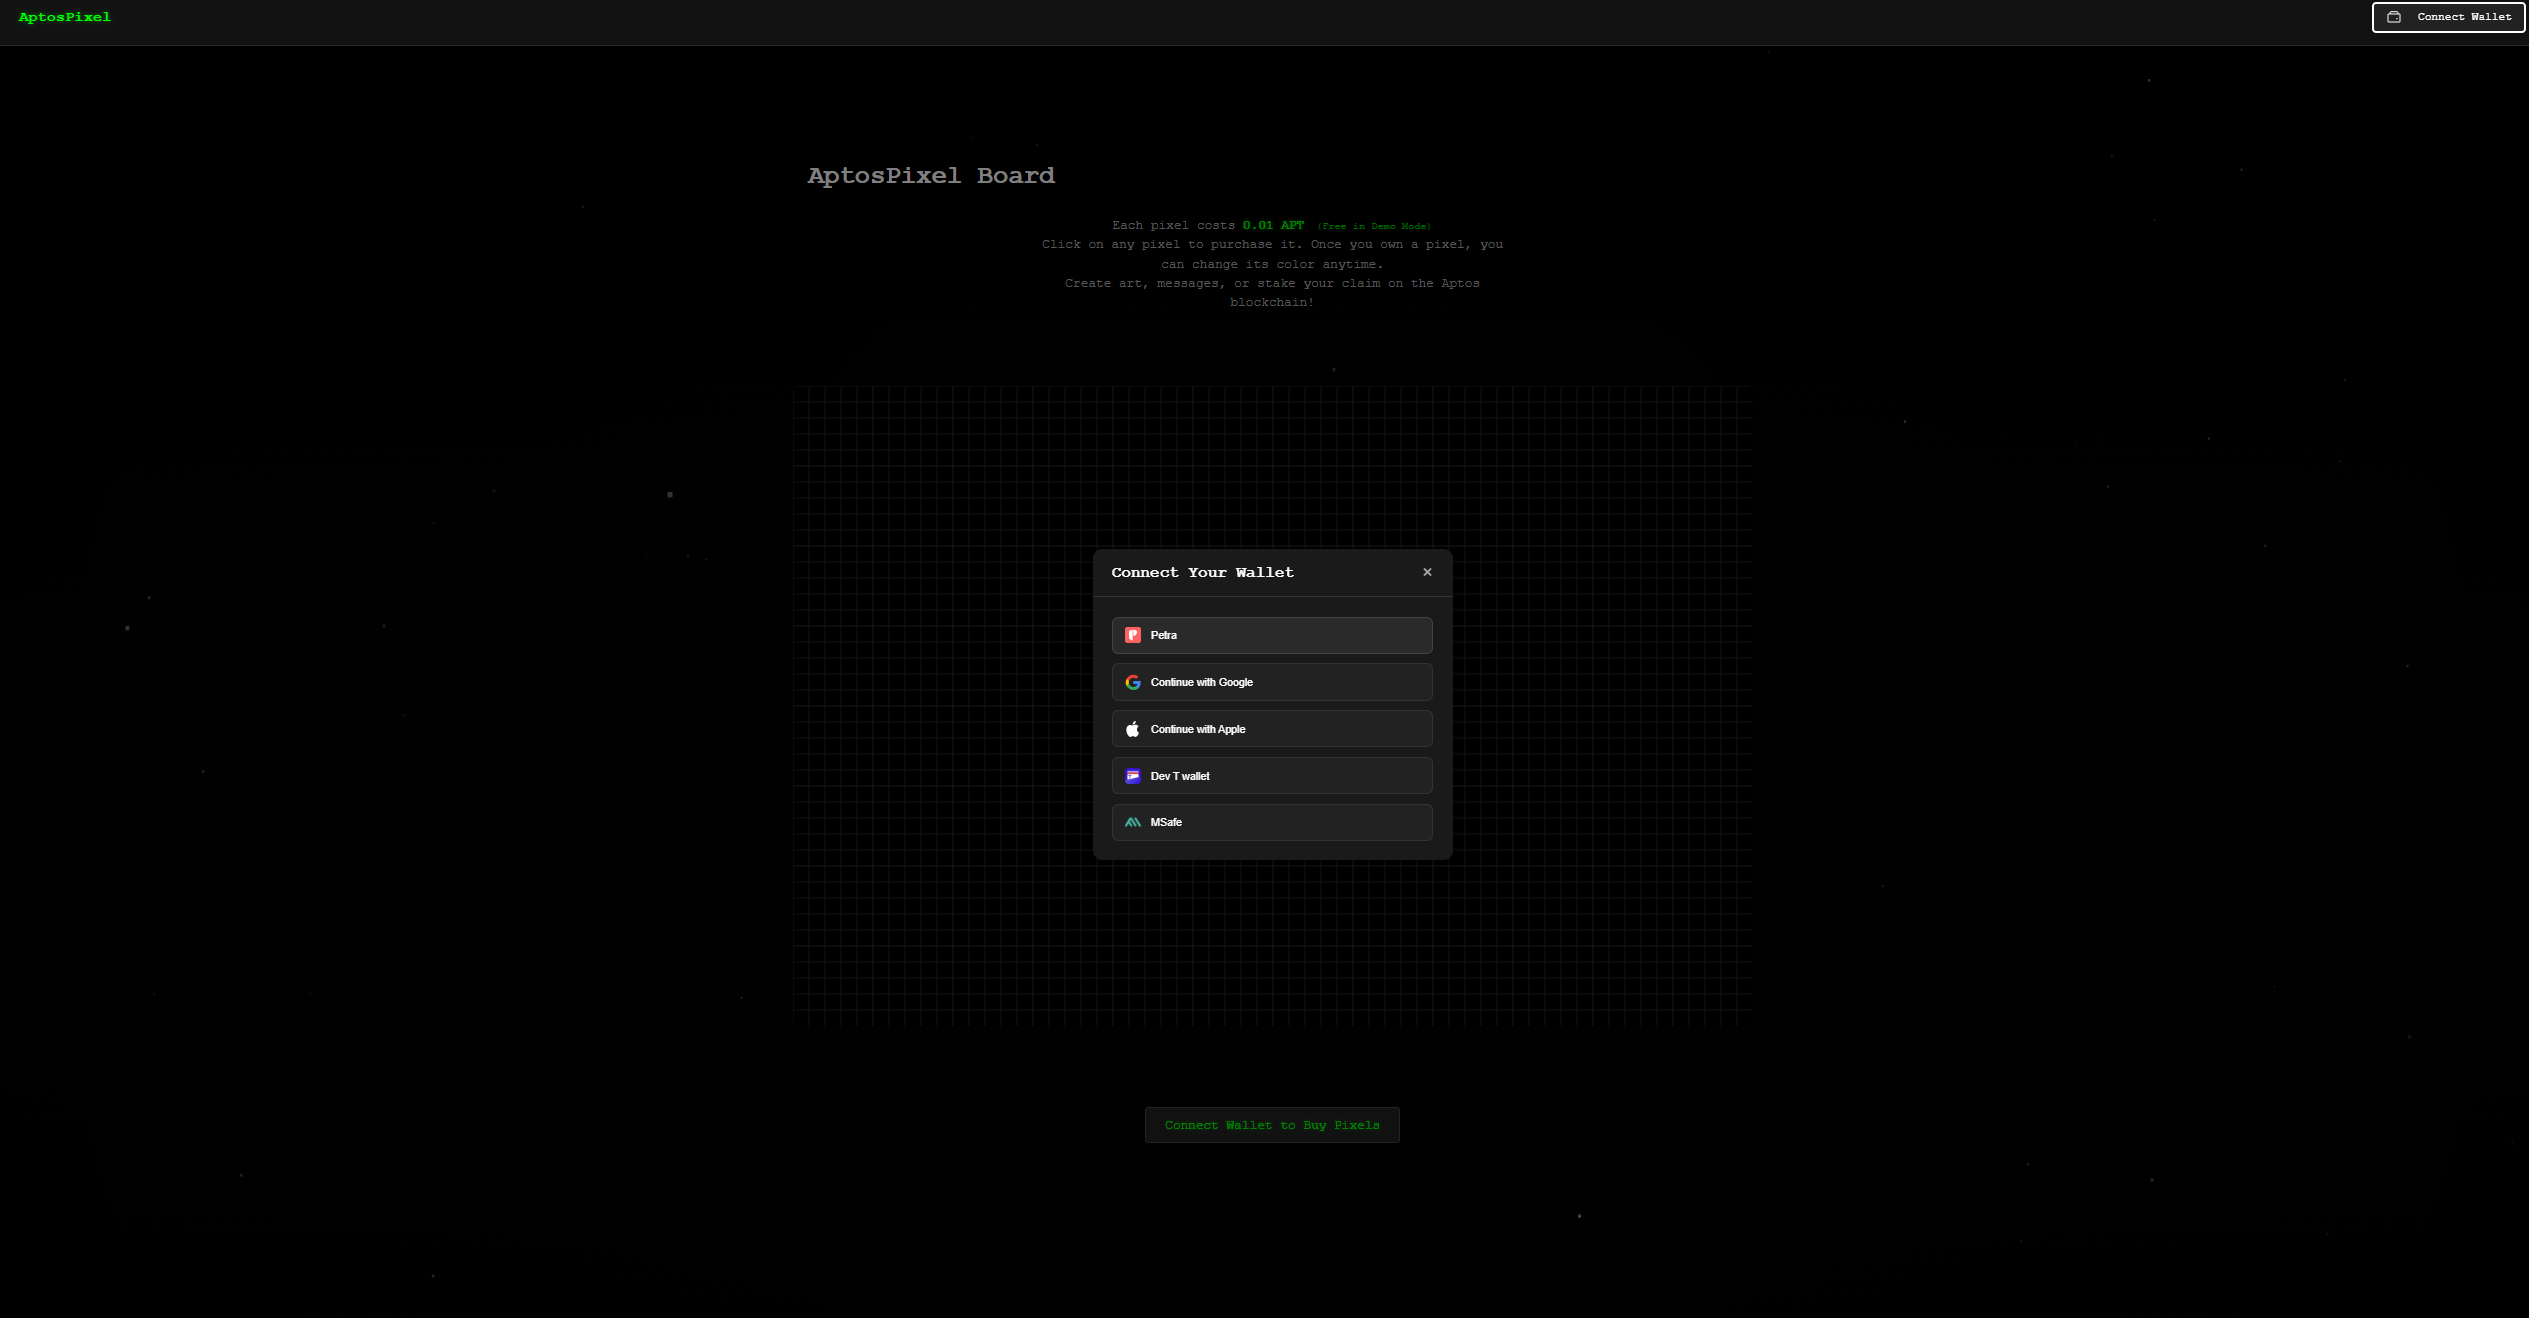 AptosPixel
Connect Wallet
AptosPixel Board
Each pixel costs 0.01 APT (Free in Demo Mode)
Click on any pixel to purchase it. Once you own a pixel, you
can change its color anytime.
Create art, messages, or stake your claim on the Aptos
blockchain!
Connect Your Wallet
×
Petra
Continue with Google
Continue with Apple
Dev T wallet
MSafe
Connect Wallet to Buy Pixels